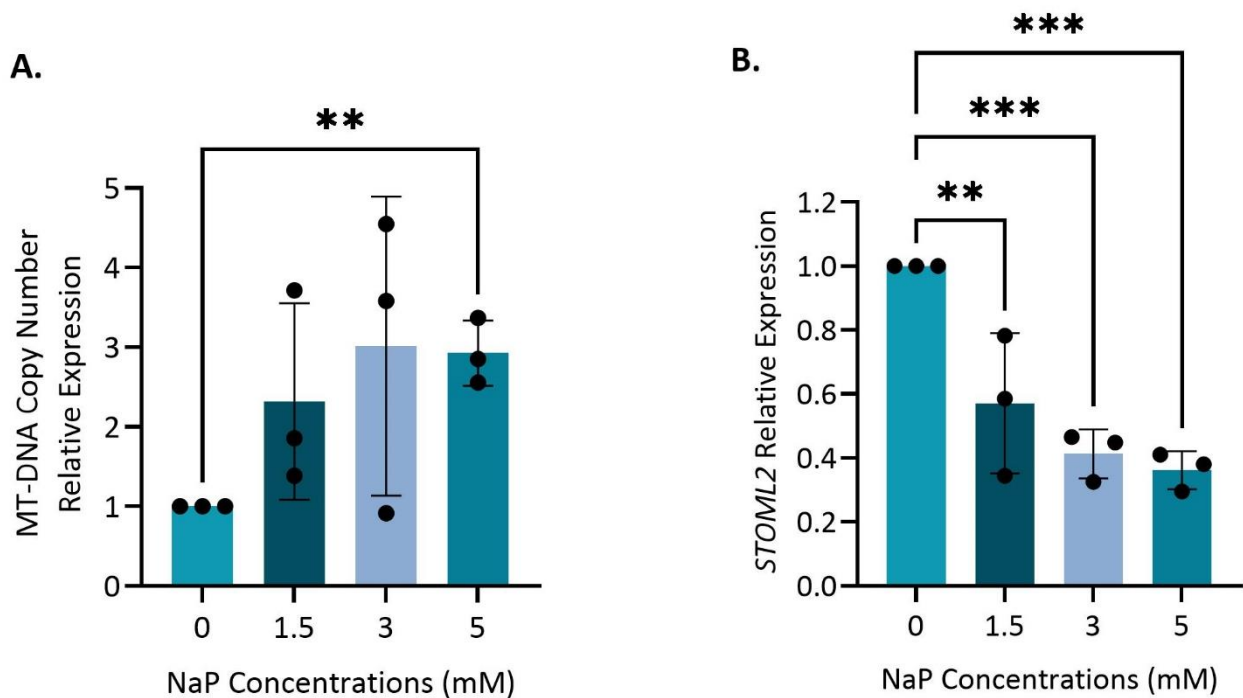 A.
**
MT-DNA Copy Number
Relative Expression
5
4
3
2
1
0
0 1.5 3 5
NaP Concentrations (mM)
B.
***
***
**
STOML2 Relative Expression
1.2
1.0
0.8
0.6
0.4
0.2
0.0
0 1.5 3 5
NaP Concentrations (mM)